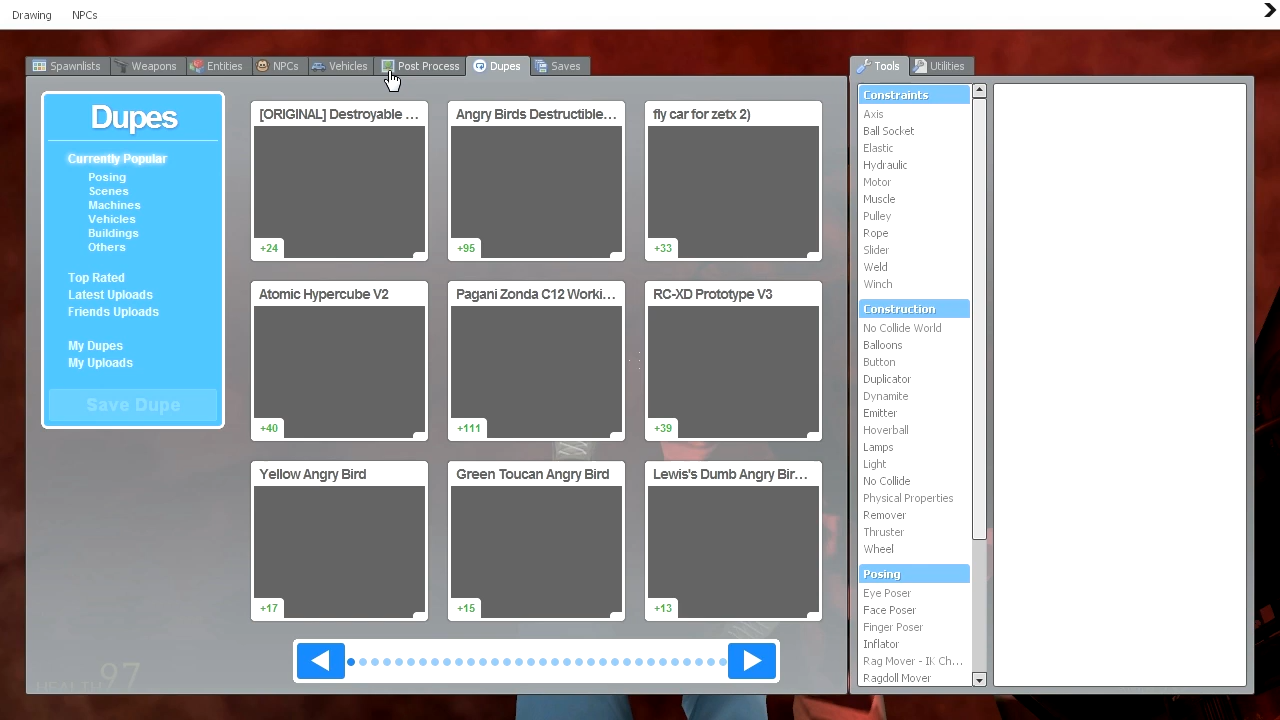 Drawing NPCs
Spawnlists Weapons Entities NPCs Vehicles Post Process Dupes Saves
Tools Utilities
Dupes
Currently Popular
Posing
Scenes
Machines
Vehicles
Buildings
Others
Top Rated
Latest Uploads
Friends Uploads
My Dupes
My Uploads
Save Dupe
[ORIGINAL] Destroyable ...
+24
Angry Birds Destructible...
+95
fly car for zetx 2)
+33
Atomic Hypercube V2
+40
Pagani Zonda C12 Worki...
+111
RC-XD Prototype V3
+39
Yellow Angry Bird
+17
Green Toucan Angry Bird
+15
Lewis's Dumb Angry Bir...
+13
HEALTH 97
Constraints
Axis
Ball Socket
Elastic
Hydraulic
Motor
Muscle
Pulley
Rope
Slider
Weld
Winch
Construction
No Collide World
Balloons
Button
Duplicator
Dynamite
Emitter
Hoverball
Lamps
Light
No Collide
Physical Properties
Remover
Thruster
Wheel
Posing
Eye Poser
Face Poser
Finger Poser
Inflator
Rag Mover - IK Ch...
Ragdoll Mover